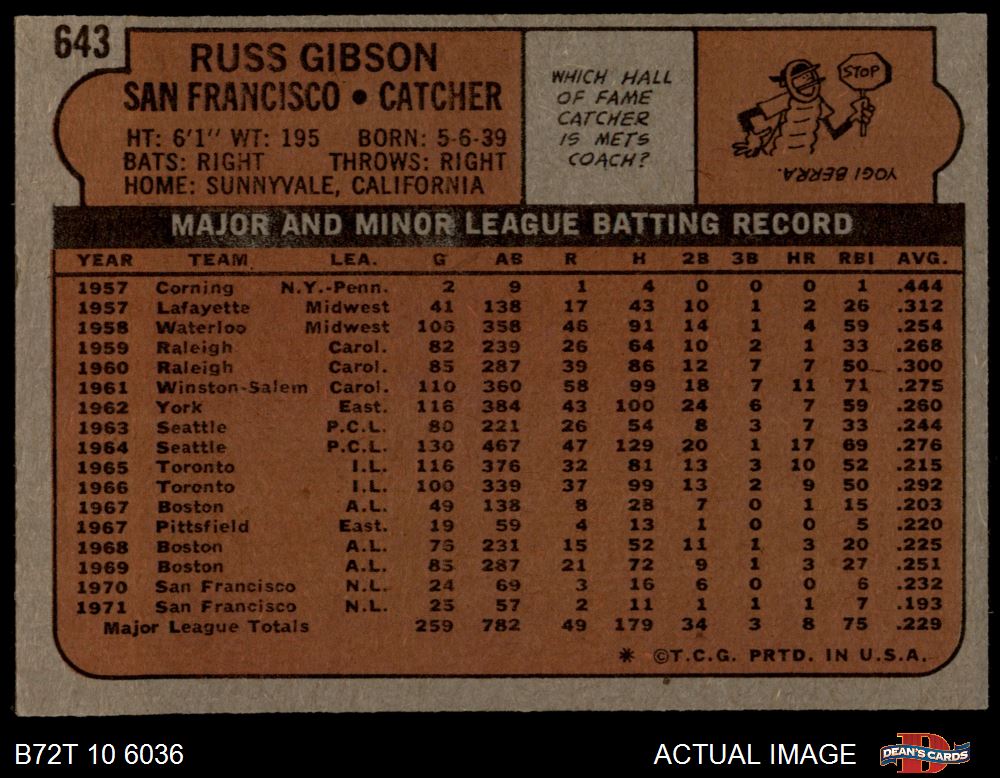 643
RUSS GIBSON
SAN FRANCISCO • CATCHER
HT: 6'1" WT: 195 BORN: 5-6-39
BATS: RIGHT THROWS: RIGHT
HOME: SUNNYVALE, CALIFORNIA
WHICH HALL
OF FAME
CATCHER
IS METS
COACH?
STOP
YOGI BERRA.
MAJOR AND MINOR LEAGUE BATTING RECORD
YEAR TEAM LEA. G AB R H 2B 3B HR RBI AVG.
1957 Corning N.Y.-Penn. 2 9 1 4 0 0 0 1 .444
1957 Lafayette Midwest 41 138 17 43 10 1 2 26 .312
1958 Waterloo Midwest 106 358 46 91 14 1 4 59 .254
1959 Raleigh Carol. 82 239 26 64 10 2 1 33 .268
1960 Raleigh Carol. 85 287 39 86 12 7 7 50 .300
1961 Winston-Salem Carol. 110 360 58 99 18 7 11 71 .275
1962 York East. 116 384 43 100 24 6 7 59 .260
1963 Seattle P.C.L. 80 221 26 54 8 3 7 33 .244
1964 Seattle P.C.L. 130 467 47 129 20 1 17 69 .276
1965 Toronto I.L. 116 376 32 81 13 3 10 52 .215
1966 Toronto I.L. 100 339 37 99 13 2 9 50 .292
1967 Boston A.L. 49 138 8 28 7 0 1 15 .203
1967 Pittsfield East. 19 59 4 13 1 0 0 5 .220
1968 Boston A.L. 76 231 15 52 11 1 3 20 .225
1969 Boston A.L. 85 287 21 72 9 1 3 27 .251
1970 San Francisco N.L. 24 69 3 16 6 0 0 6 .232
1971 San Francisco N.L. 25 57 2 11 1 1 1 7 .193
Major League Totals 259 782 49 179 34 3 8 75 .229
* ©T.C.G. PRTD. IN U.S.A.
B72T 10 6036
ACTUAL IMAGE
DEAN'S CARDS